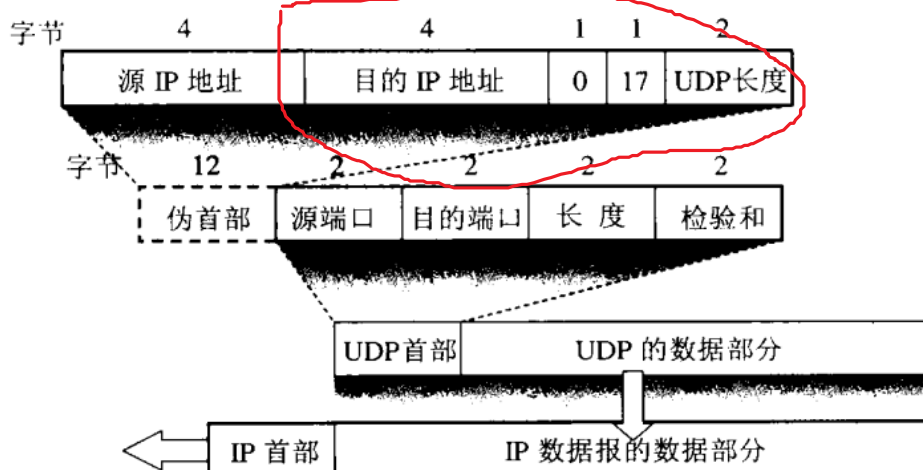 字节 4 4 1 1 2
源 IP 地址 目的 IP 地址 0 17 UDP长度
字节 12 2 2 2 2
伪首部 源端口 目的端口 长 度 检验和
UDP首部 UDP 的数据部分
IP 首部 IP 数据报的数据部分